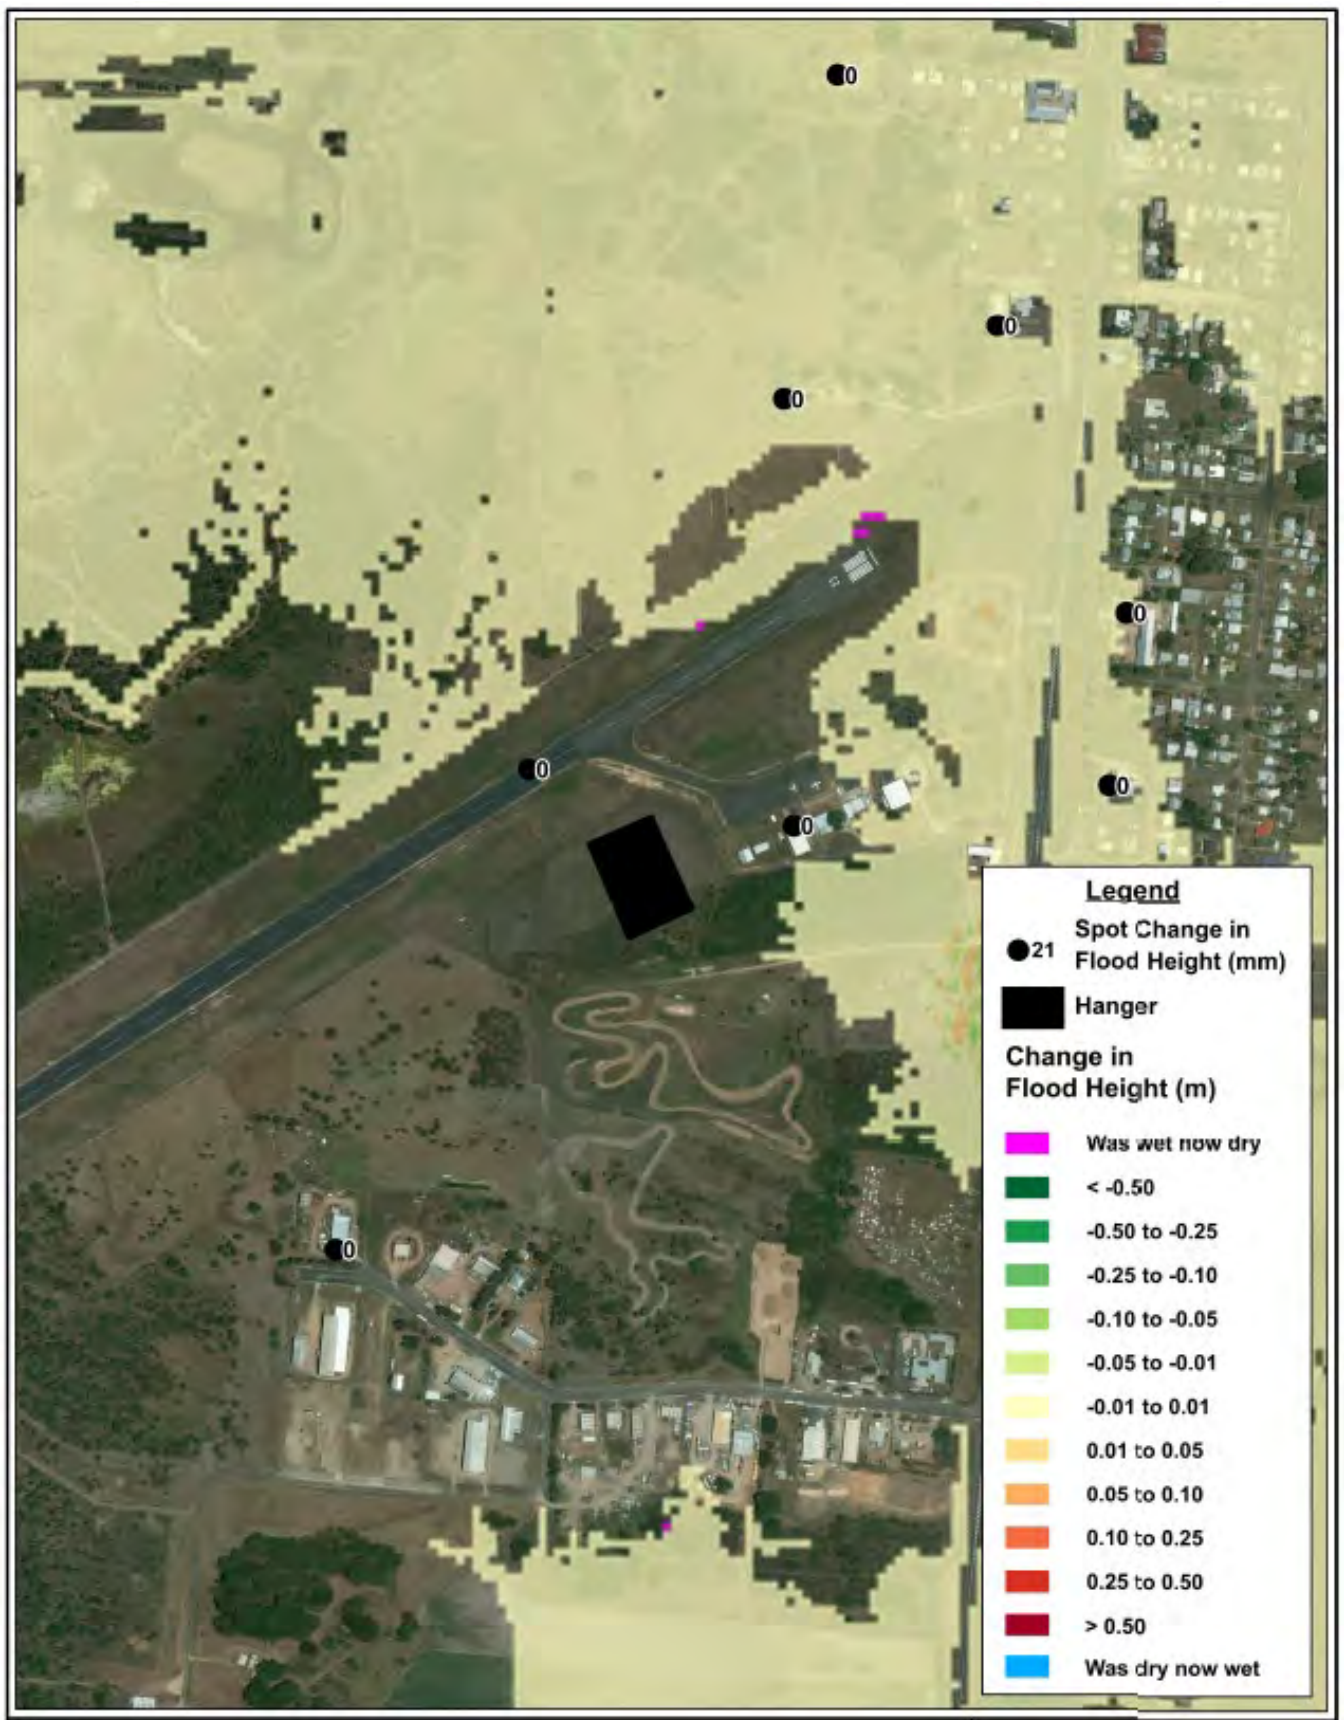 0
0
0
0
0
0
0
0
Legend
21
Spot Change in
Flood Height (mm)
Hanger
Change in
Flood Height (m)
Was wet now dry
< -0.50
-0.50 to -0.25
-0.25 to -0.10
-0.10 to -0.05
-0.05 to -0.01
-0.01 to 0.01
0.01 to 0.05
0.05 to 0.10
0.10 to 0.25
0.25 to 0.50
> 0.50
Was dry now wet
0